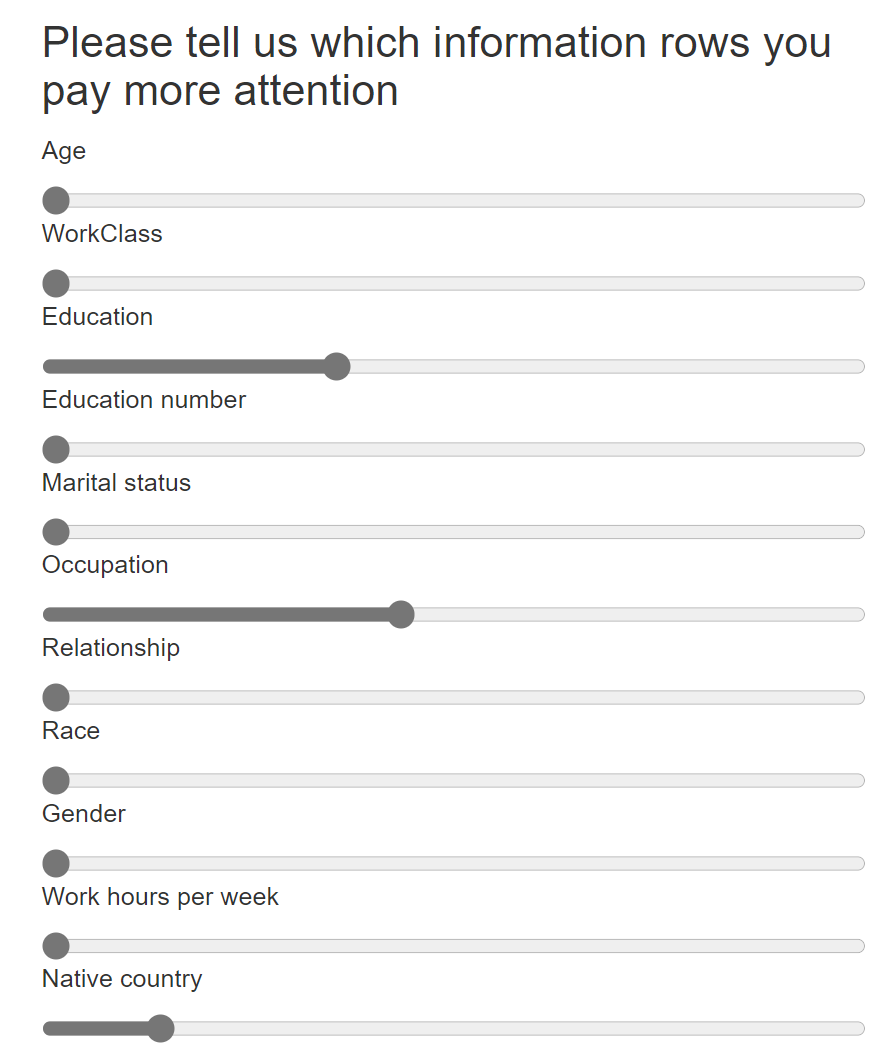 Please tell us which information rows you
pay more attention
Age
WorkClass
Education
Education number
Marital status
Occupation
Relationship
Race
Gender
Work hours per week
Native country